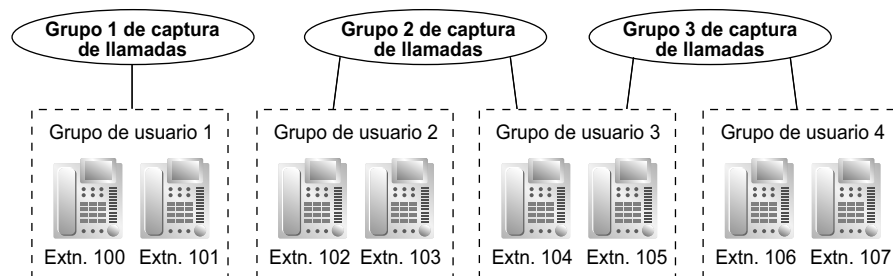 Grupo 1 de captura
de llamadas
Grupo 2 de captura
de llamadas
Grupo 3 de captura
de llamadas
Grupo de usuario 1
Grupo de usuario 2
Grupo de usuario 3
Grupo de usuario 4
Extn. 100
Extn. 101
Extn. 102
Extn. 103
Extn. 104
Extn. 105
Extn. 106
Extn. 107